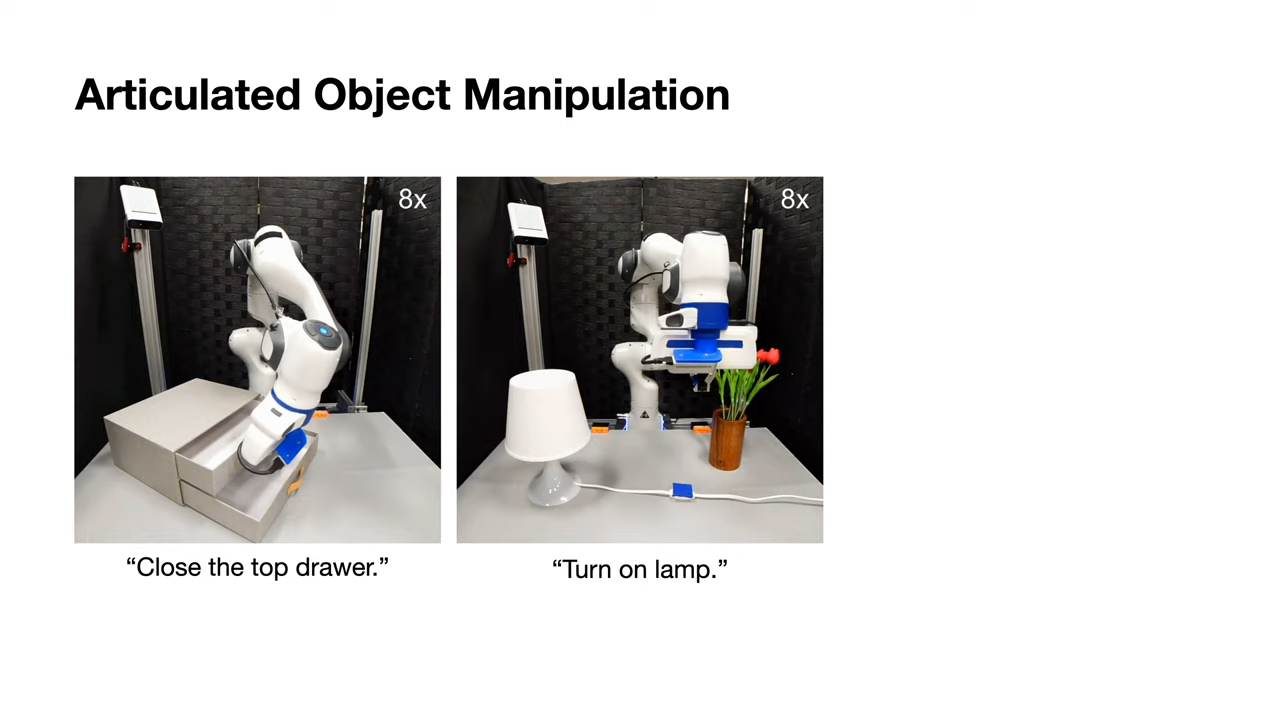 Articulated Object Manipulation
8x
8x
“Close the top drawer.”
“Turn on lamp.”